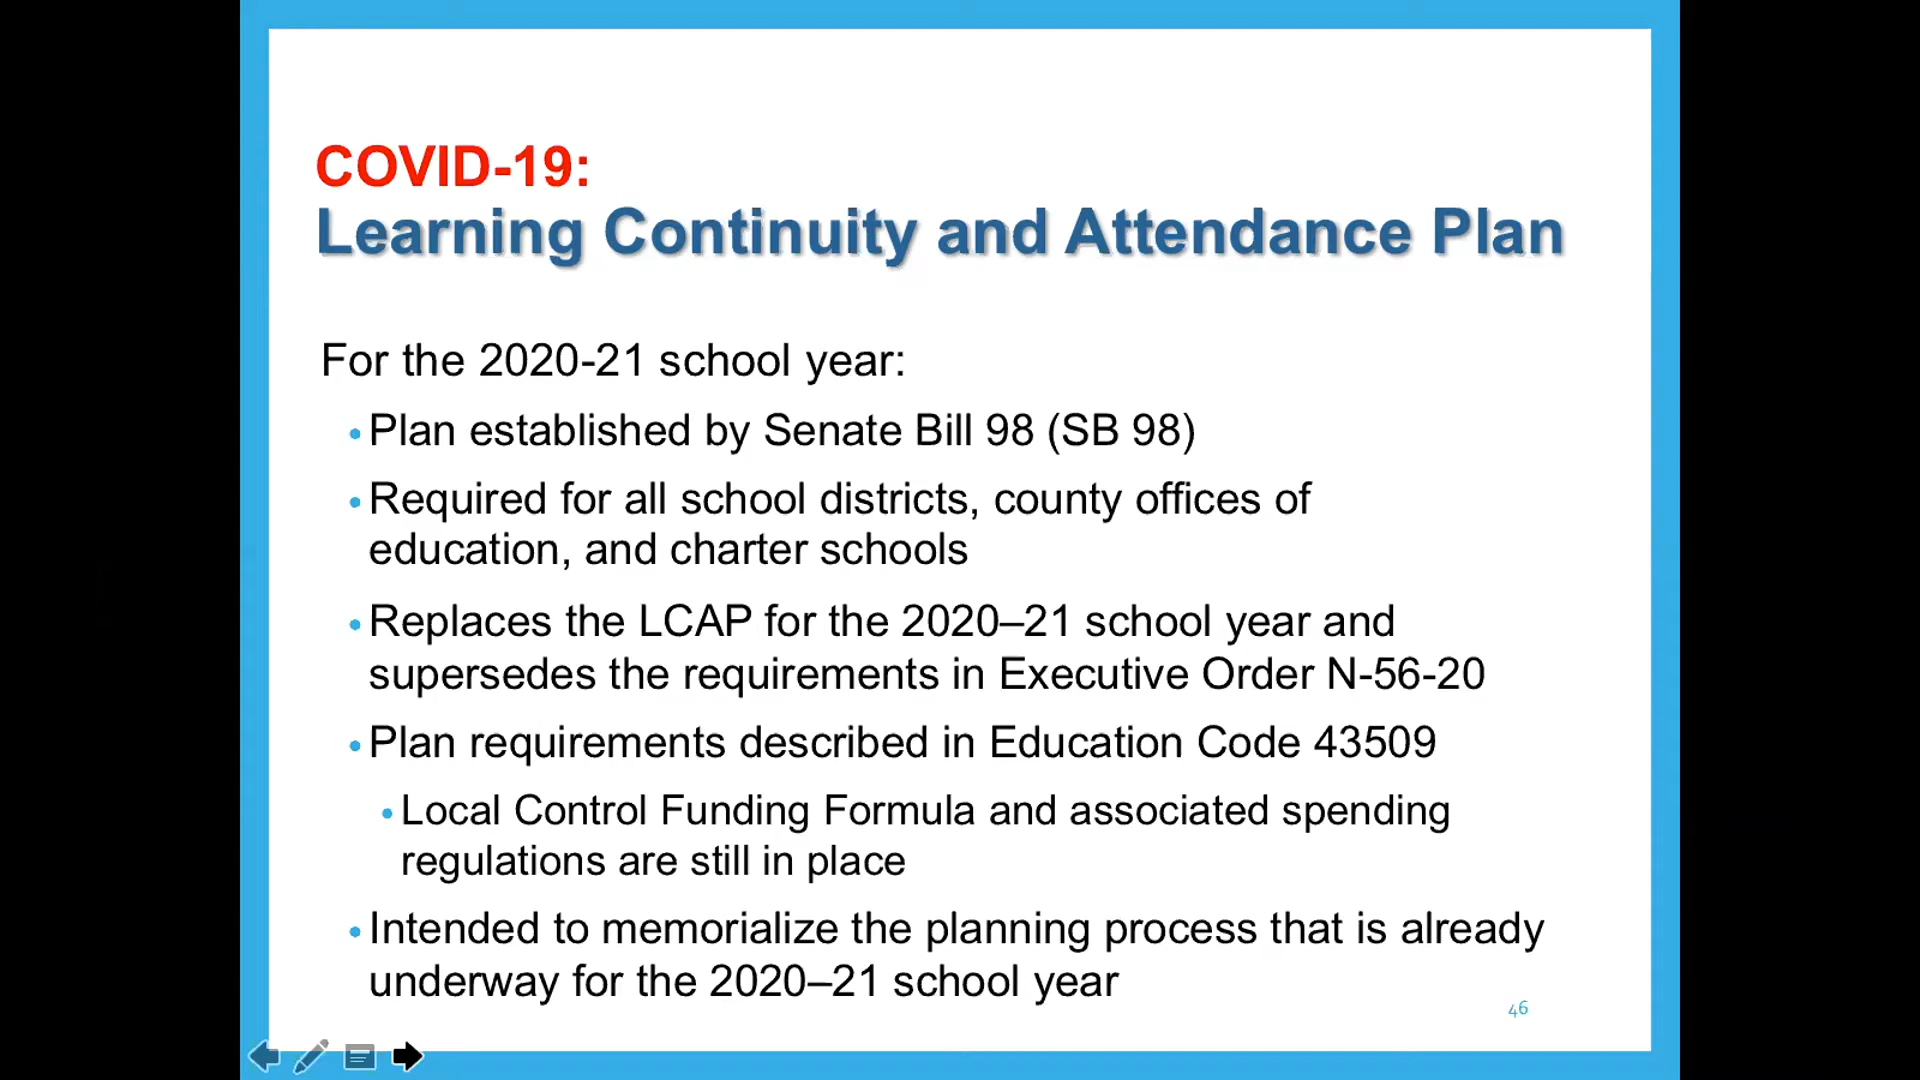 COVID-19:
Learning Continuity and Attendance Plan
For the 2020-21 school year:
•Plan established by Senate Bill 98 (SB 98)
•Required for all school districts, county offices of
education, and charter schools
•Replaces the LCAP for the 2020–21 school year and
supersedes the requirements in Executive Order N-56-20
•Plan requirements described in Education Code 43509
•Local Control Funding Formula and associated spending
regulations are still in place
•Intended to memorialize the planning process that is already
underway for the 2020–21 school year
46